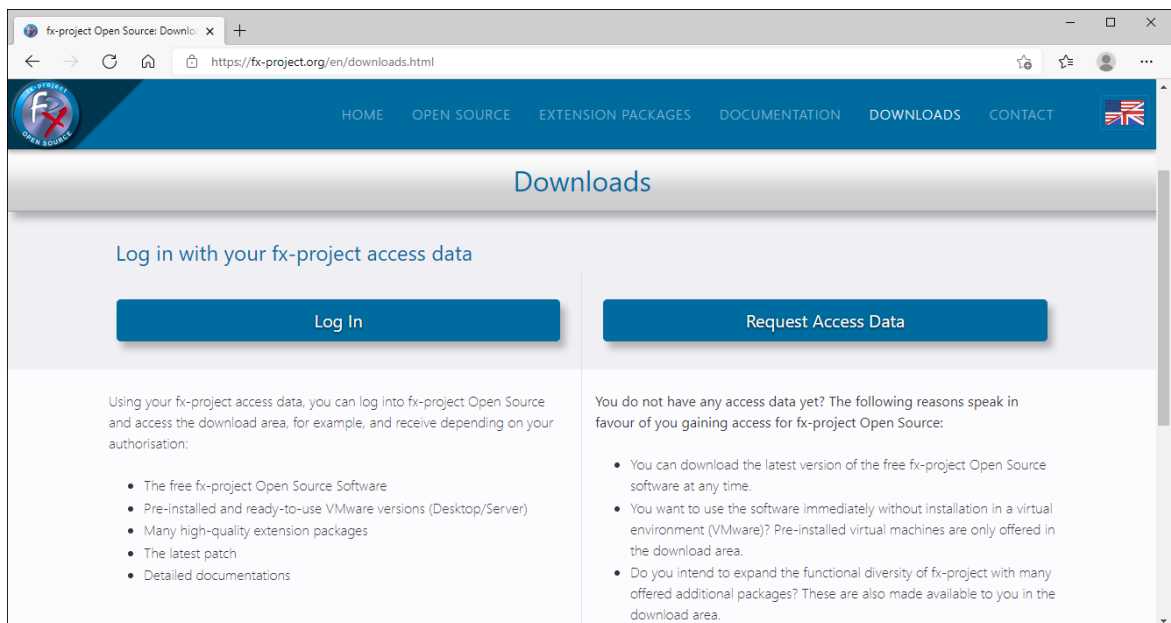 fx-project Open Source: Downlo
https://fx-project.org/en/downloads.html
fx-project
fx
OPEN SOURCE
HOME OPEN SOURCE EXTENSION PACKAGES DOCUMENTATION DOWNLOADS CONTACT
Downloads
Log in with your fx-project access data
Log In
Request Access Data
Using your fx-project access data, you can log into fx-project Open Source
and access the download area, for example, and receive depending on your
authorisation:
• The free fx-project Open Source Software
• Pre-installed and ready-to-use VMware versions (Desktop/Server)
• Many high-quality extension packages
• The latest patch
• Detailed documentations
You do not have any access data yet? The following reasons speak in
favour of you gaining access for fx-project Open Source:
• You can download the latest version of the free fx-project Open Source
software at any time.
• You want to use the software immediately without installation in a virtual
environment (VMware)? Pre-installed virtual machines are only offered in
the download area.
• Do you intend to expand the functional diversity of fx-project with many
offered additional packages? These are also made available to you in the
download area.